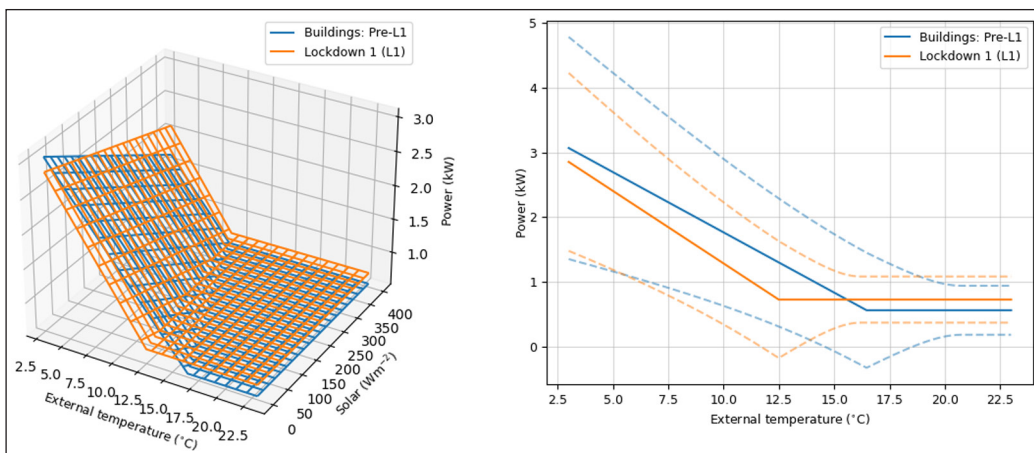 Buildings: Pre-L1
Lockdown 1 (L1)
3.0
2.5
2.0
1.5
1.0
Power (kW)
400
350
300
250
200
150
100
50
0
Solar (Wm⁻²)
2.5 5.0 7.5 10.0 12.5 15.0 17.5 20.0 22.5
External temperature (°C)
Buildings: Pre-L1
Lockdown 1 (L1)
5
4
3
2
1
0
Power (kW)
2.5 5.0 7.5 10.0 12.5 15.0 17.5 20.0 22.5
External temperature (°C)